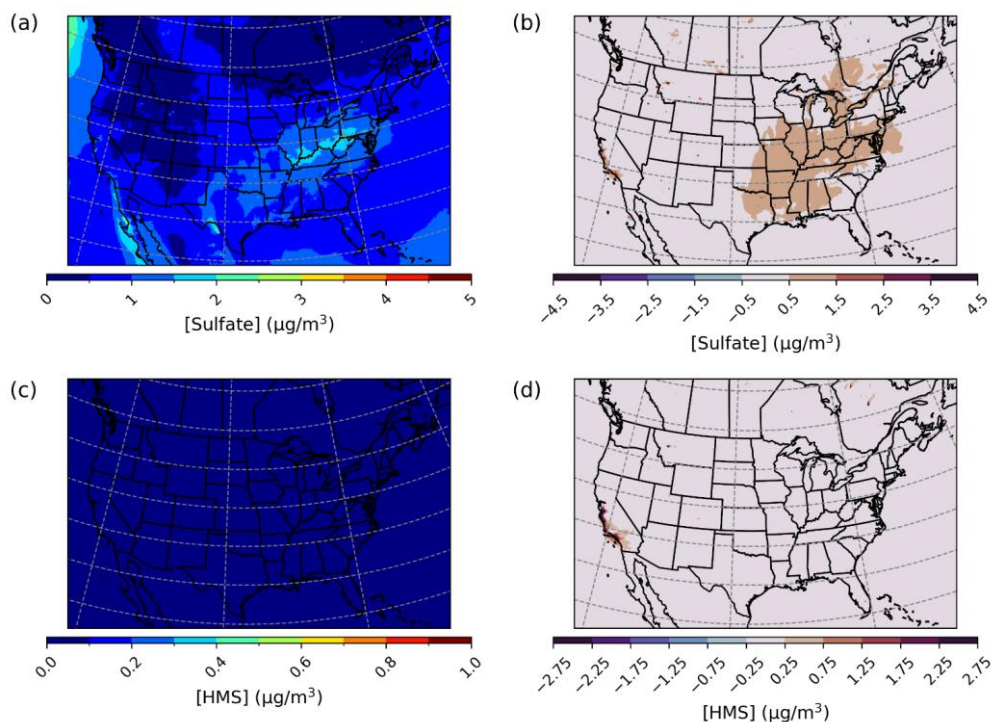 (a)
0 1 2 3 4 5
[Sulfate] (µg/m³)
(b)
−4.5 −3.5 −2.5 −1.5 −0.5 0.5 1.5 2.5 3.5 4.5
[Sulfate] (µg/m³)
(c)
0.0 0.2 0.4 0.6 0.8 1.0
[HMS] (µg/m³)
(d)
−2.75 −2.25 −1.75 −1.25 −0.75 −0.25 0.25 0.75 1.25 1.75 2.25 2.75
[HMS] (µg/m³)